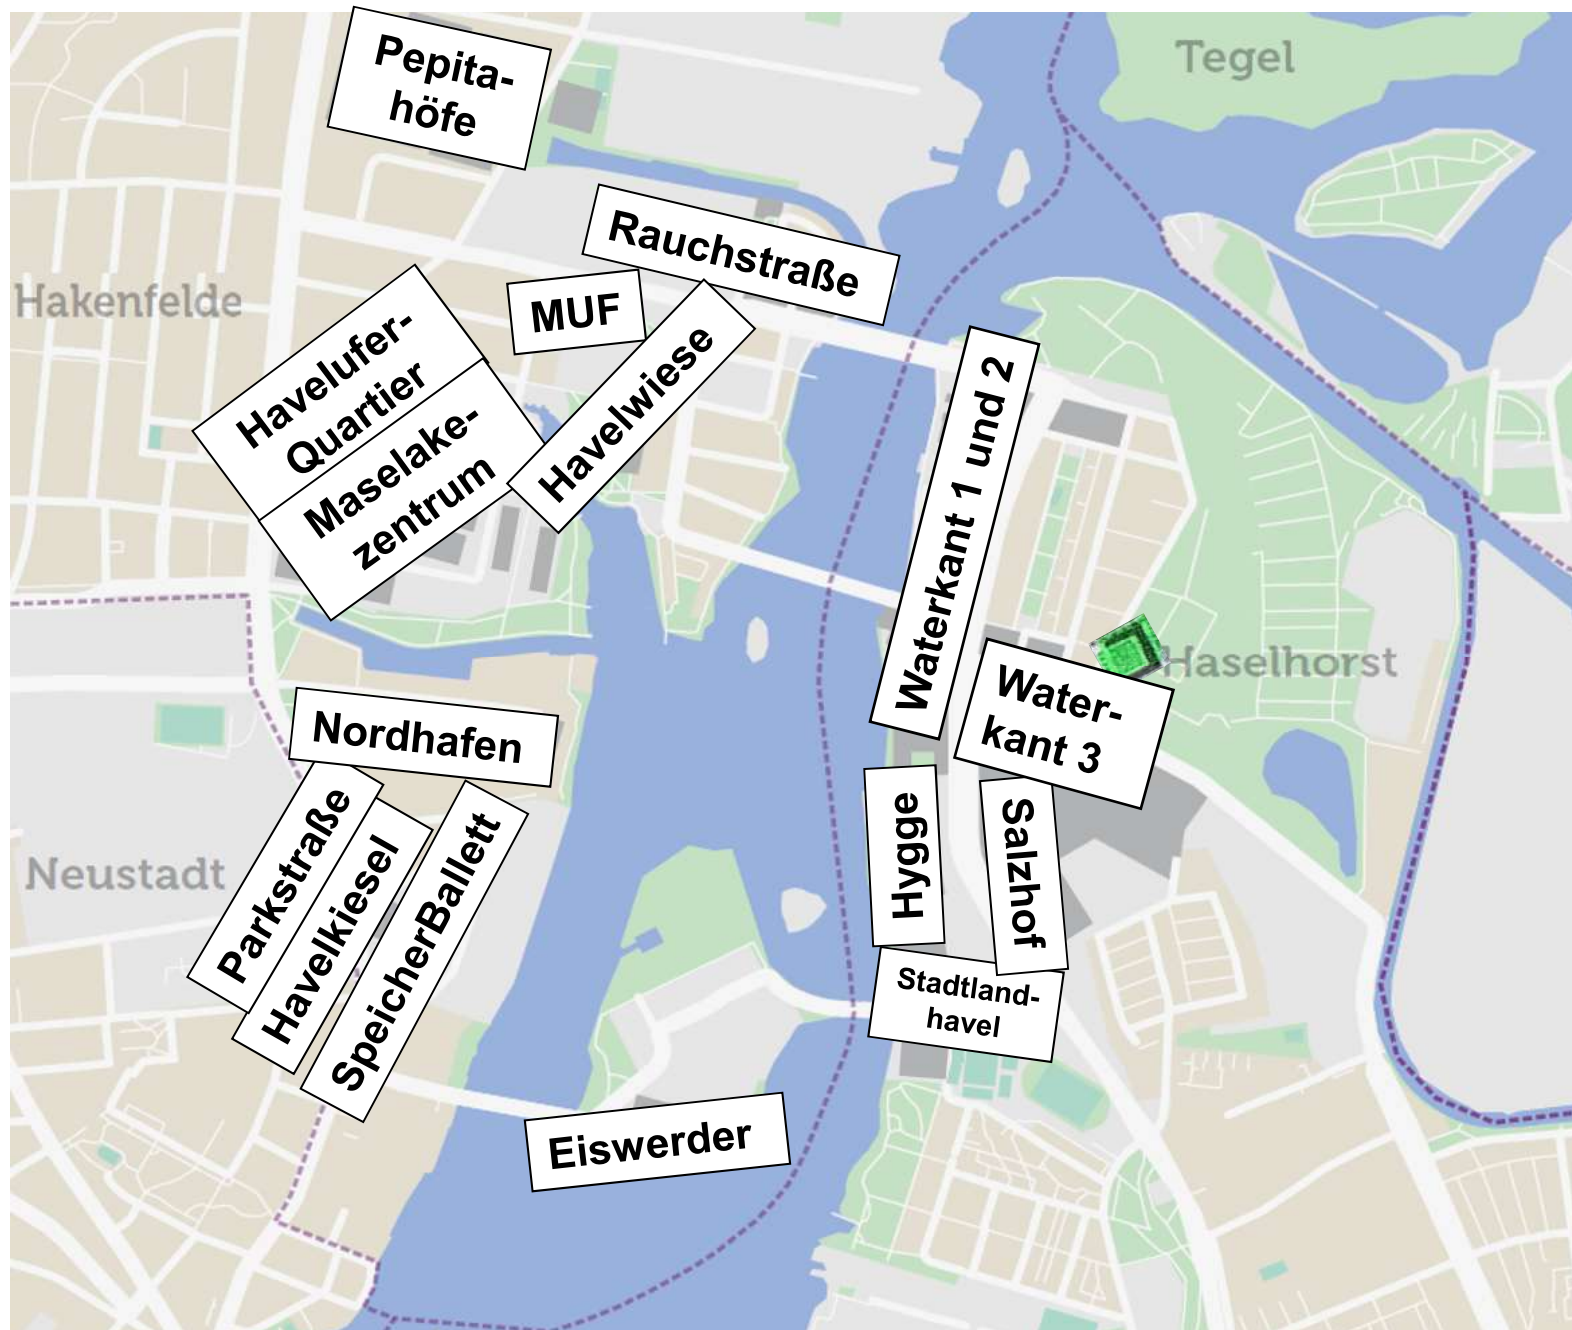 Pepita-
höfe
Tegel
Rauchstraße
Hakenfelde
MUF
Havelufer-
Quartier
Havelwiese
Maselake-
zentrum
Waterkant 1 und 2
Haselhorst
Water-
kant 3
Nordhafen
Parkstraße
Havelkiesel
SpeicherBallett
Neustadt
Hygge
Salzhof
Stadtland-
havel
Eiswerder